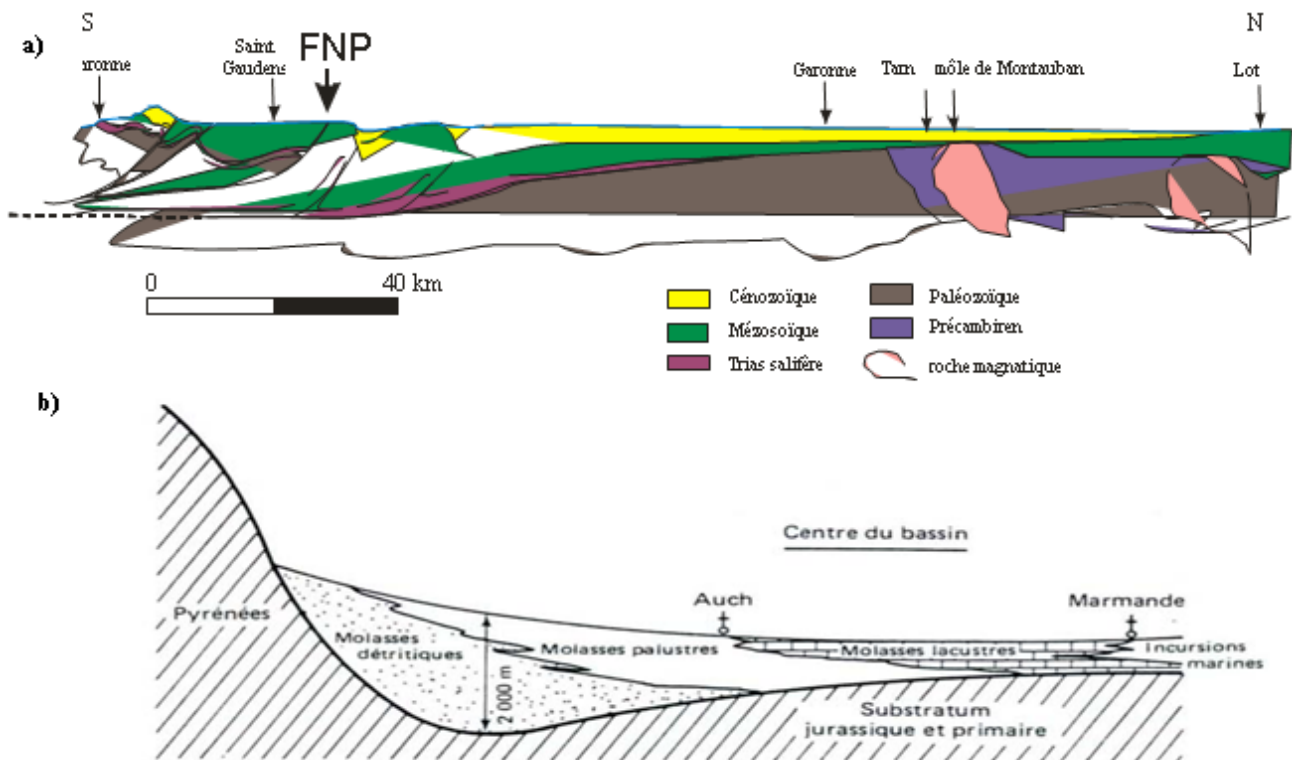 S
N
a)
ıronne
Saint
Gaudens
FNP
Garonne
Tarn
môle de Montauban
Lot
0
40 km
Cénozoïque
Paléozoïque
Mézosoïque
Précambiren
Trias salifêre
roche magnatique
b)
Centre du bassin
Auch
Marmande
Pyrénées
Molasses
détritiques
2 000 m
Molasses palustres
Molasses lacustres
Incursions
marines
Substratum
jurassique et primaire